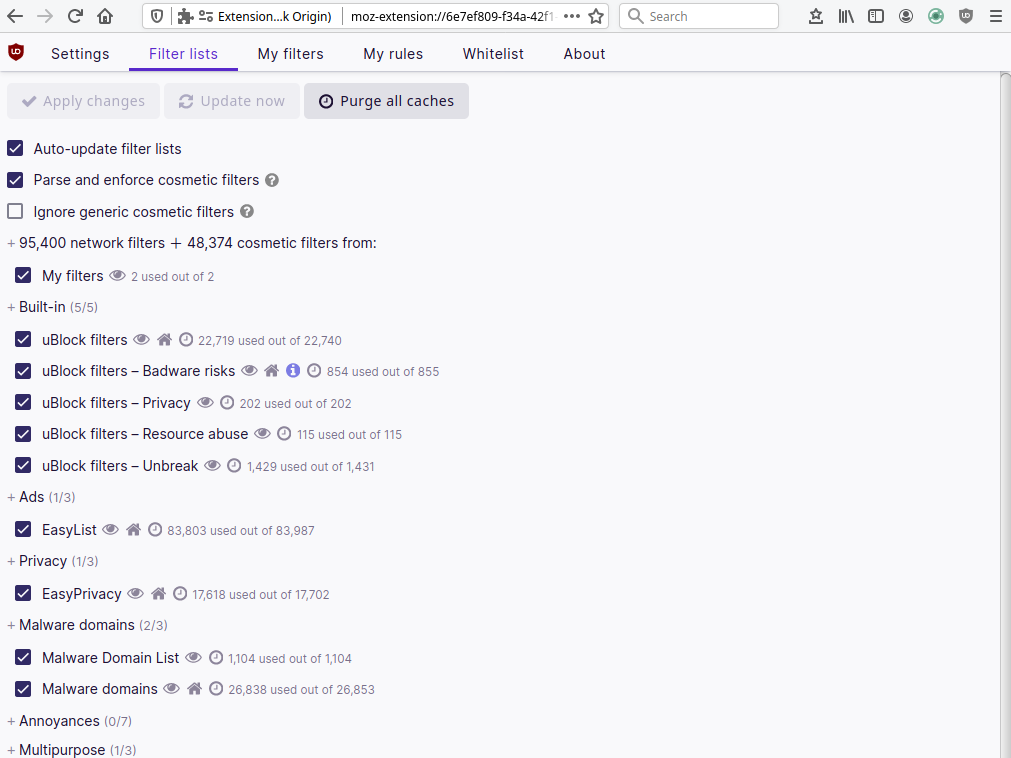 Extension...k Origin) moz-extension://6e7ef809-f34a-42f1 Search
Settings Filter lists My filters My rules Whitelist About
Apply changes Update now Purge all caches
Auto-update filter lists
Parse and enforce cosmetic filters ?
Ignore generic cosmetic filters ?
+ 95,400 network filters + 48,374 cosmetic filters from:
My filters 2 used out of 2
+ Built-in (5/5)
uBlock filters 22,719 used out of 22,740
uBlock filters – Badware risks 854 used out of 855
uBlock filters – Privacy 202 used out of 202
uBlock filters – Resource abuse 115 used out of 115
uBlock filters – Unbreak 1,429 used out of 1,431
+ Ads (1/3)
EasyList 83,803 used out of 83,987
+ Privacy (1/3)
EasyPrivacy 17,618 used out of 17,702
+ Malware domains (2/3)
Malware Domain List 1,104 used out of 1,104
Malware domains 26,838 used out of 26,853
+ Annoyances (0/7)
+ Multipurpose (1/3)